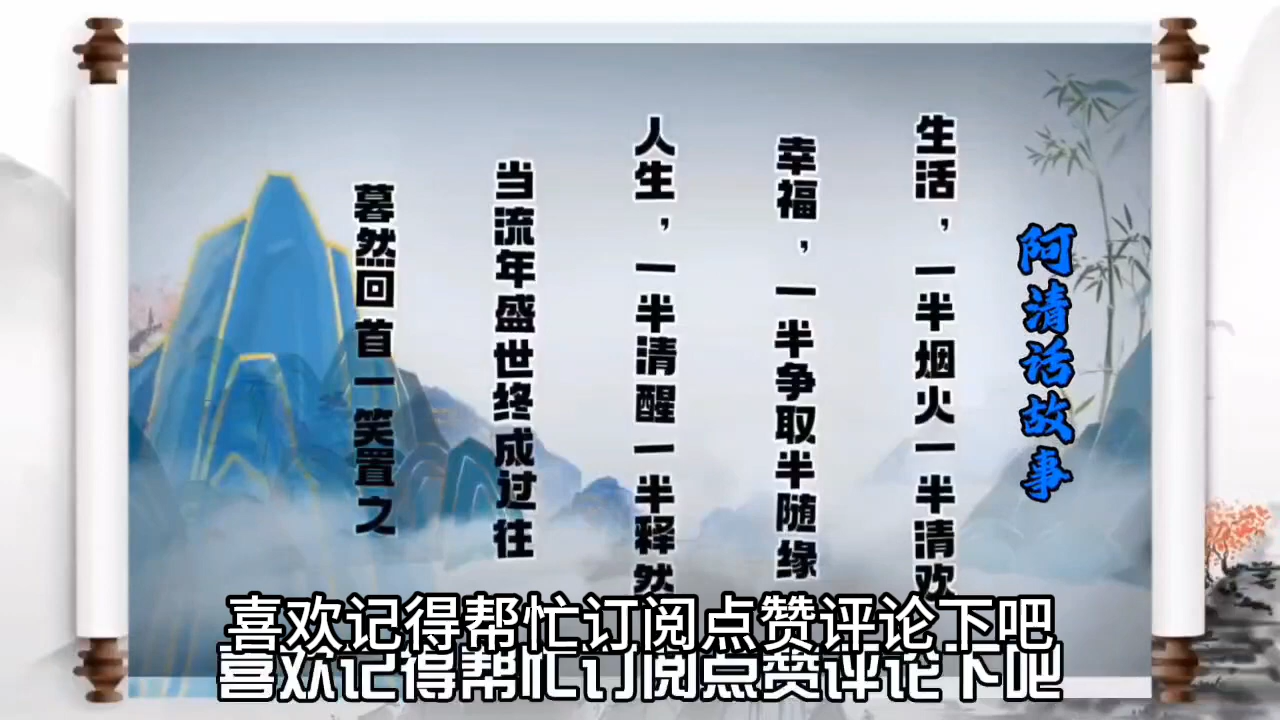 阿清话故事
生活，一半烟火一半清欢
幸福，一半争取半随缘
人生，一半清醒一半释然
当流年盛世终成过往
暮然回首一笑置之
喜欢记得帮忙订阅点赞评论下吧
喜欢记得帮忙订阅点赞评论下吧